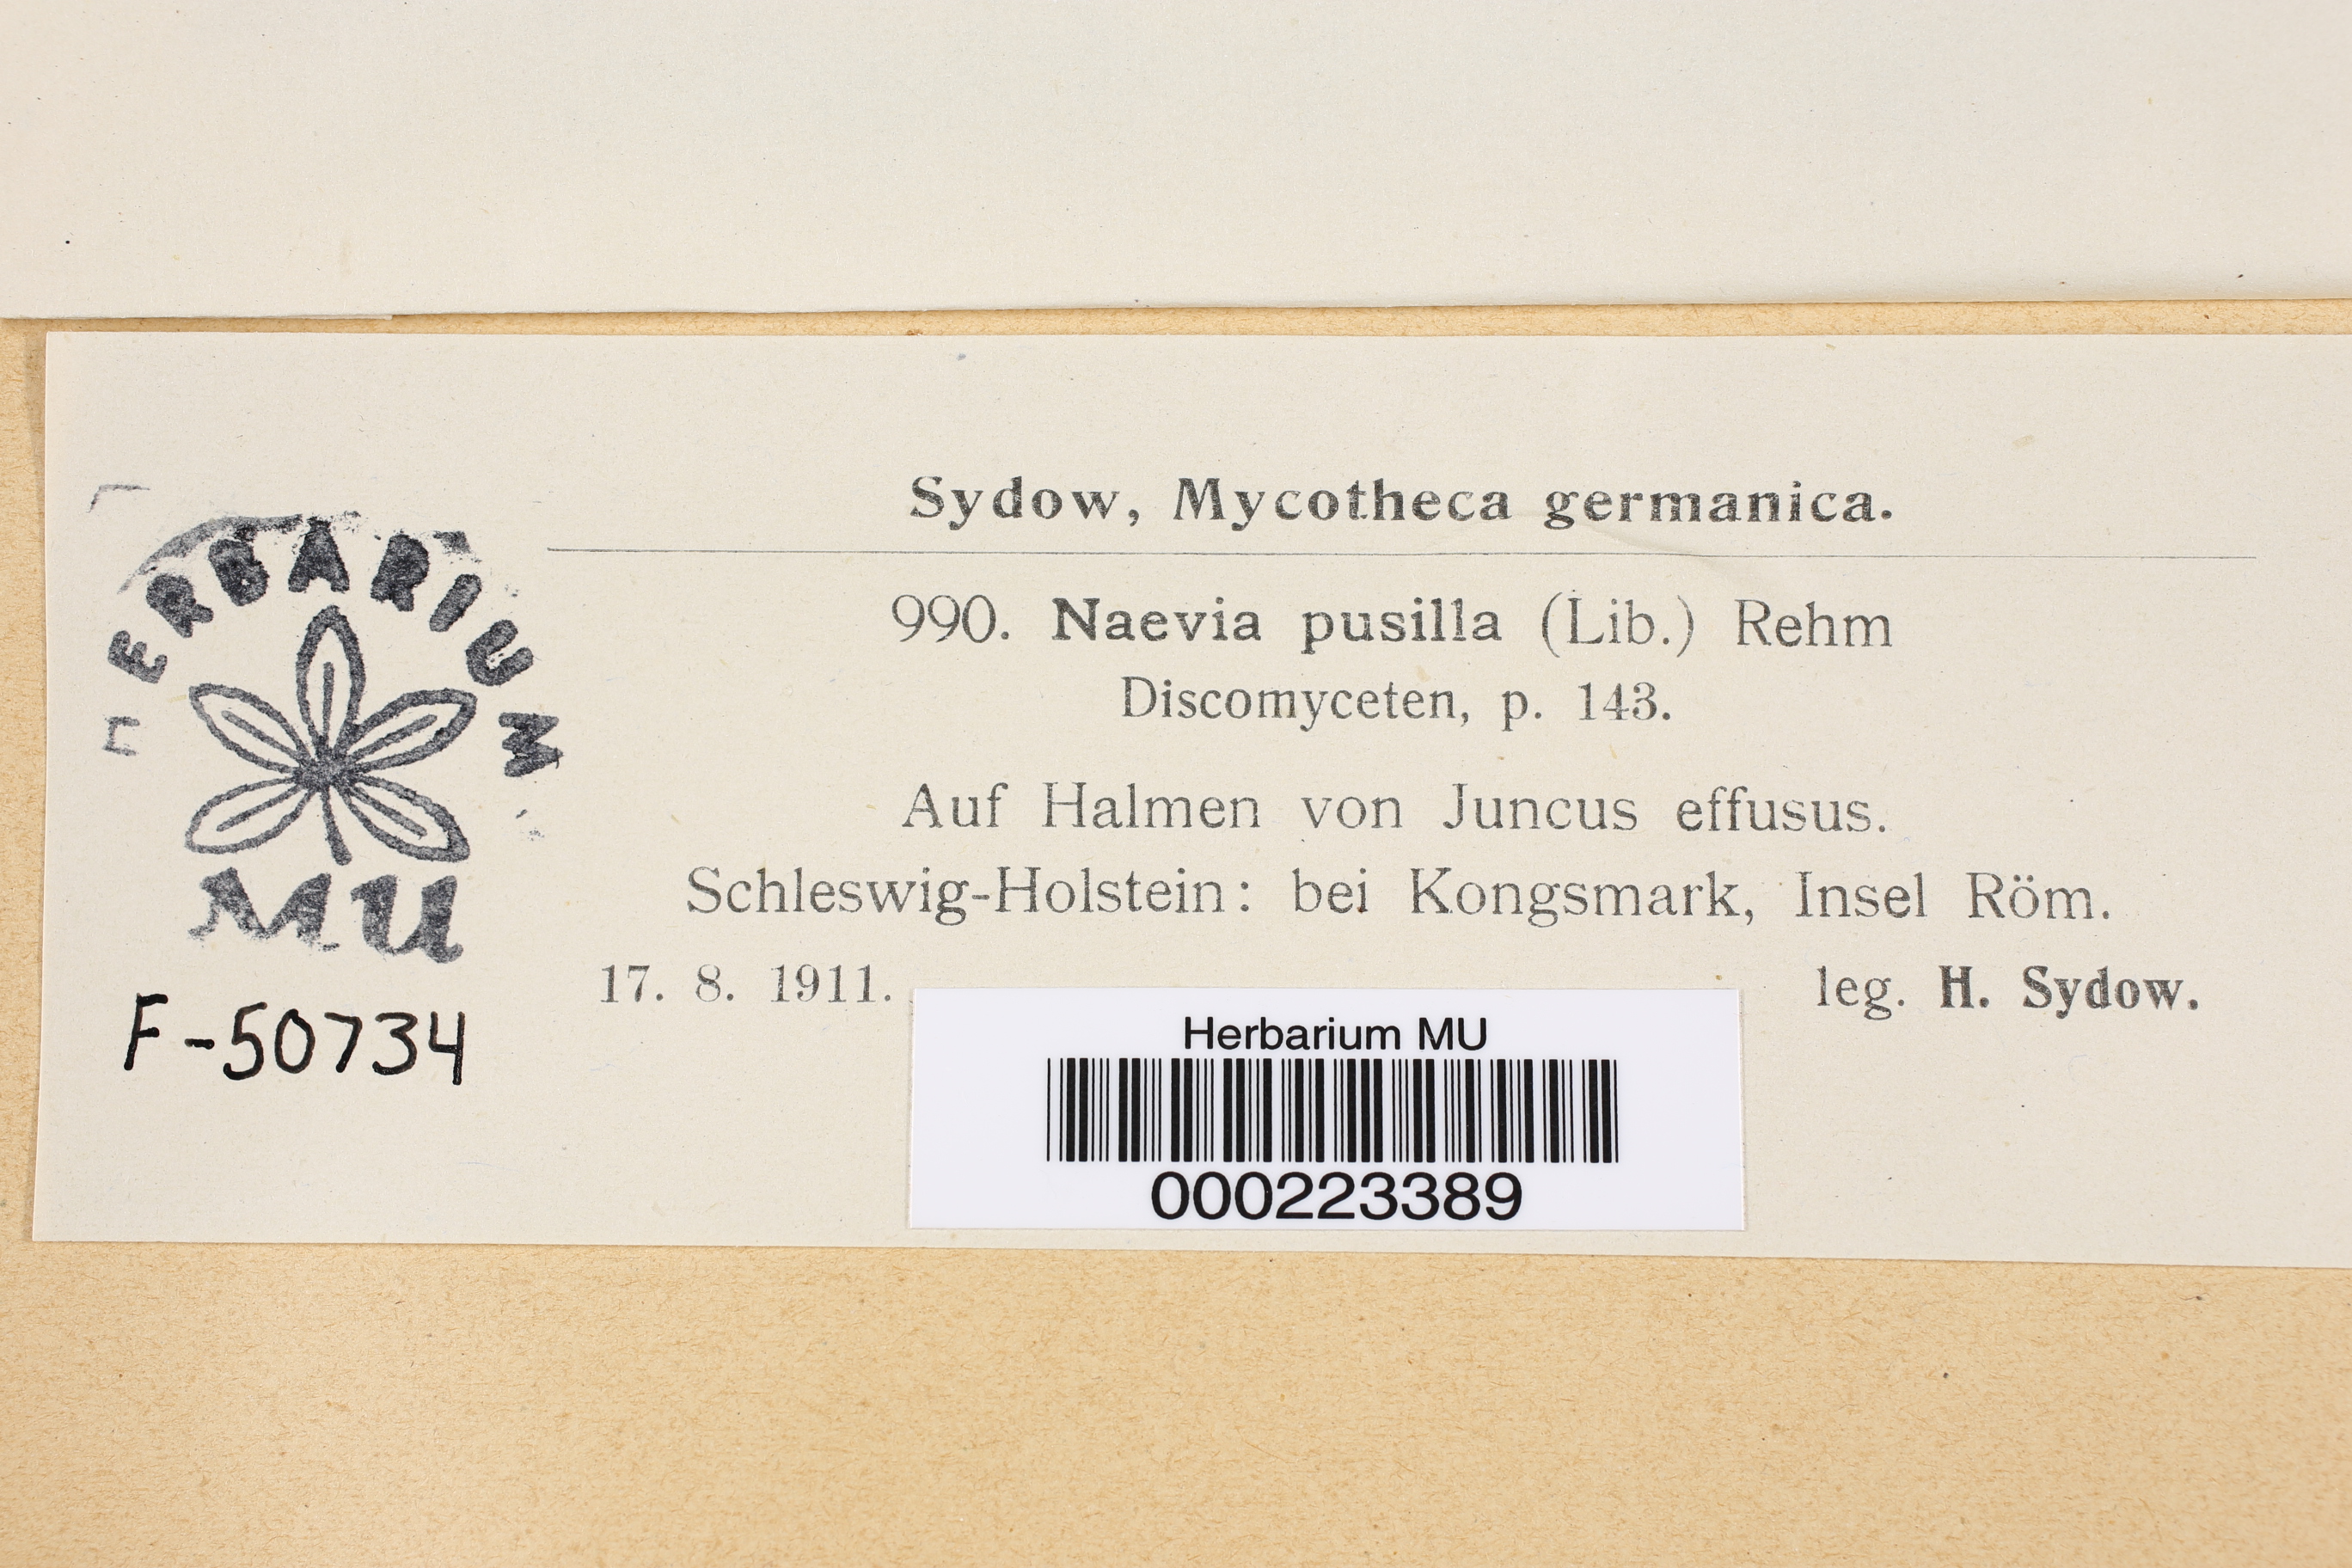 Sydow, Mycotheca germanica.
990. Naevia pusilla (Lib.) Rehm
Discomyceten, p. 143.
Auf Halmen von Juncus effusus.
Schleswig-Holstein: bei Kongsmark, Insel Röm.
17. 8. 1911.
leg. H. Sydow.
HERBARIUM
MU
F-50734
Herbarium MU
000223389